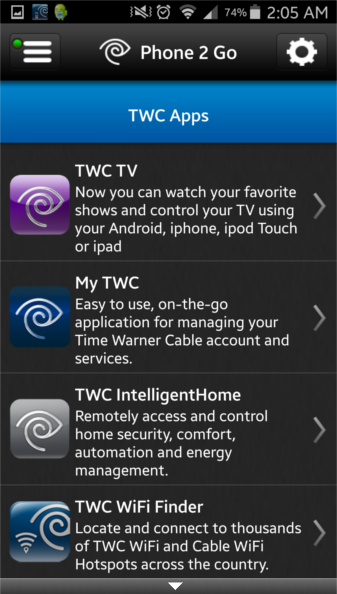 74% 2:05 AM
Phone 2 Go
TWC Apps
TWC TV
Now you can watch your favorite
shows and control your TV using
your Android, iphone, ipod Touch
or ipad
My TWC
Easy to use, on-the-go
application for managing your
Time Warner Cable account and
services.
TWC IntelligentHome
Remotely access and control
home security, comfort,
automation and energy
management.
TWC WiFi Finder
Locate and connect to thousands
of TWC WiFi and Cable WiFi
Hotspots across the country.